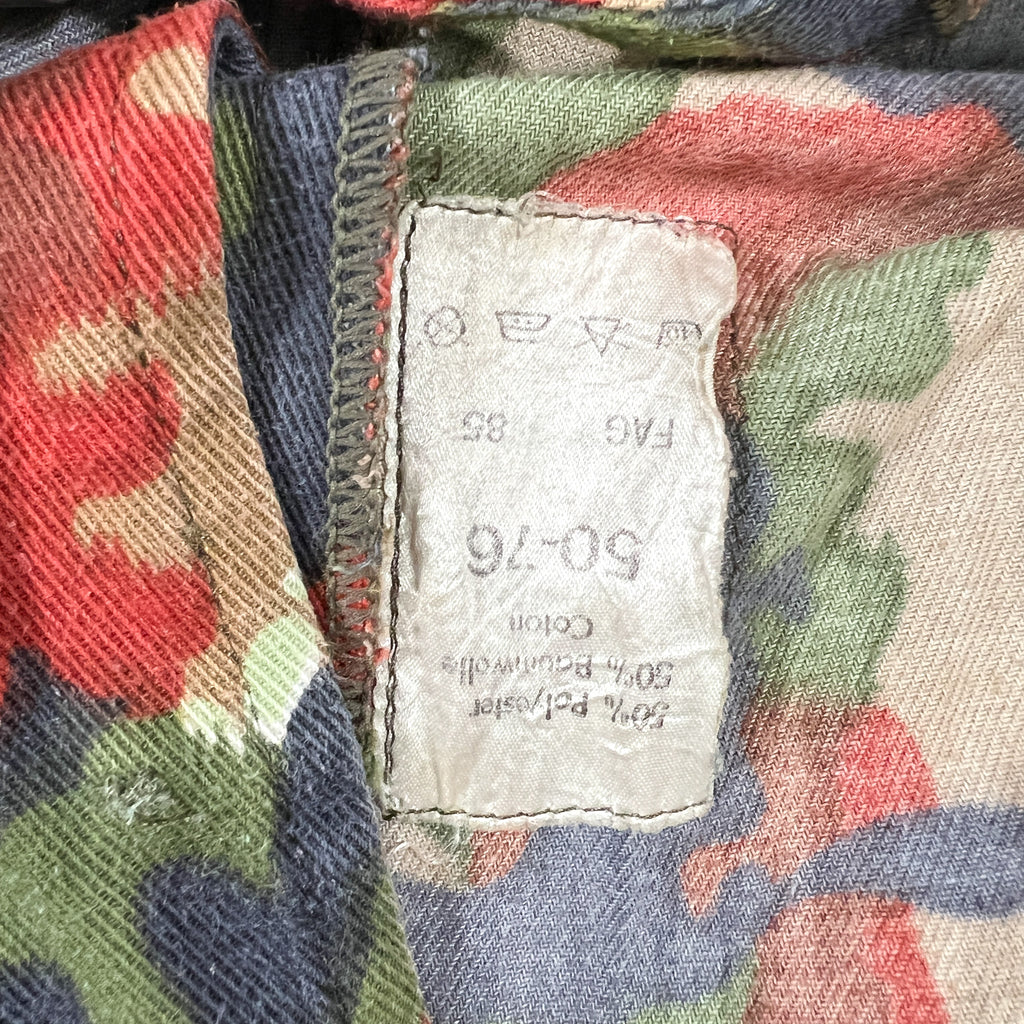 50% Polyester
50% Baumwolle
Coton
50-76
FAG 85